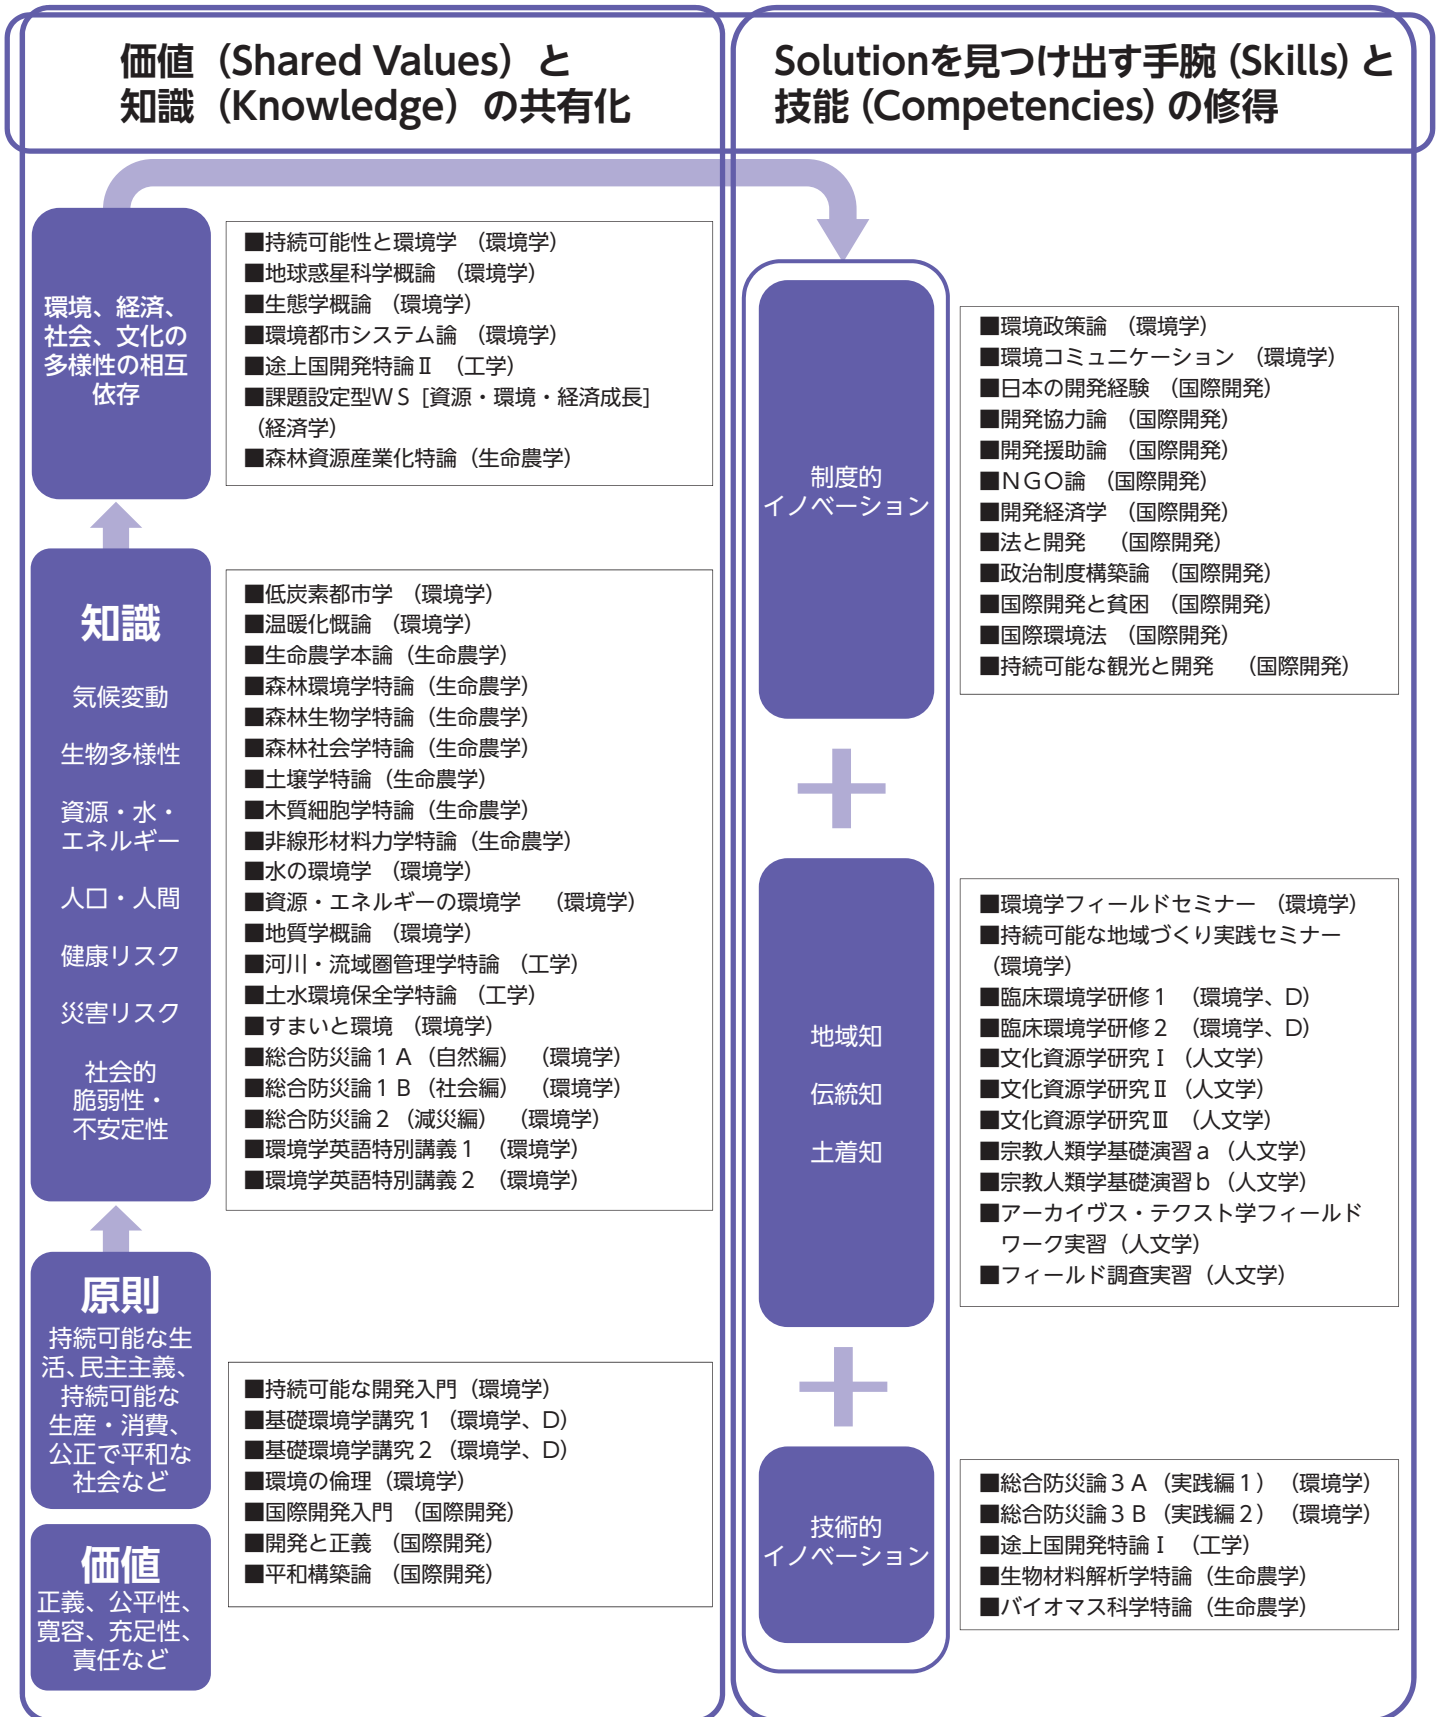 価値（Shared Values）と
知識（Knowledge）の共有化
環境、経済、
社会、文化の
多様性の相互
依存
■持続可能性と環境学　（環境学）
■地球惑星科学概論　（環境学）
■生態学概論　（環境学）
■環境都市システム論　（環境学）
■途上国開発特論Ⅱ　（工学）
■課題設定型ＷＳ［資源・環境・経済成長］
（経済学）
■森林資源産業化特論（生命農学）
知識
気候変動
生物多様性
資源・水・
エネルギー
人口・人間
健康リスク
災害リスク
社会的
脆弱性・
不安定性
■低炭素都市学　（環境学）
■温暖化慨論　（環境学）
■生命農学本論（生命農学）
■森林環境学特論（生命農学）
■森林生物学特論（生命農学）
■森林社会学特論（生命農学）
■土壌学特論（生命農学）
■木質細胞学特論（生命農学）
■非線形材料力学特論（生命農学）
■水の環境学　（環境学）
■資源・エネルギーの環境学　　（環境学）
■地質学概論　（環境学）
■河川・流域圏管理学特論　（工学）
■土水環境保全学特論　（工学）
■すまいと環境　（環境学）
■総合防災論１Ａ（自然編）　（環境学）
■総合防災論１Ｂ（社会編）　（環境学）
■総合防災論２（減災編）　（環境学）
■環境学英語特別講義１　（環境学）
■環境学英語特別講義２　（環境学）
原則
持続可能な生
活、民主主義、
持続可能な
生産・消費、
公正で平和な
社会など
価値
正義、公平性、
寛容、充足性、
責任など
■持続可能な開発入門（環境学）
■基礎環境学講究１（環境学、Ｄ）
■基礎環境学講究２（環境学、Ｄ）
■環境の倫理（環境学）
■国際開発入門　（国際開発）
■開発と正義　（国際開発）
■平和構築論　（国際開発）
Solutionを見つけ出す手腕（Skills）と
技能（Competencies）の修得
制度的
イノベーション
■環境政策論　（環境学）
■環境コミュニケーション　（環境学）
■日本の開発経験　（国際開発）
■開発協力論　（国際開発）
■開発援助論　（国際開発）
■ＮＧＯ論　（国際開発）
■開発経済学　（国際開発）
■法と開発　　（国際開発）
■政治制度構築論　（国際開発）
■国際開発と貧困　（国際開発）
■国際環境法　（国際開発）
■持続可能な観光と開発　　（国際開発）
＋
地域知
伝統知
土着知
■環境学フィールドセミナー　（環境学）
■持続可能な地域づくり実践セミナー
（環境学）
■臨床環境学研修１　（環境学、Ｄ）
■臨床環境学研修２　（環境学、Ｄ）
■文化資源学研究Ⅰ（人文学）
■文化資源学研究Ⅱ（人文学）
■文化資源学研究Ⅲ（人文学）
■宗教人類学基礎演習ａ（人文学）
■宗教人類学基礎演習ｂ（人文学）
■アーカイヴス・テクスト学フィールド
ワーク実習（人文学）
■フィールド調査実習（人文学）
＋
技術的
イノベーション
■総合防災論３Ａ（実践編１）　（環境学）
■総合防災論３Ｂ（実践編２）　（環境学）
■途上国開発特論Ⅰ　（工学）
■生物材料解析学特論（生命農学）
■バイオマス科学特論（生命農学）